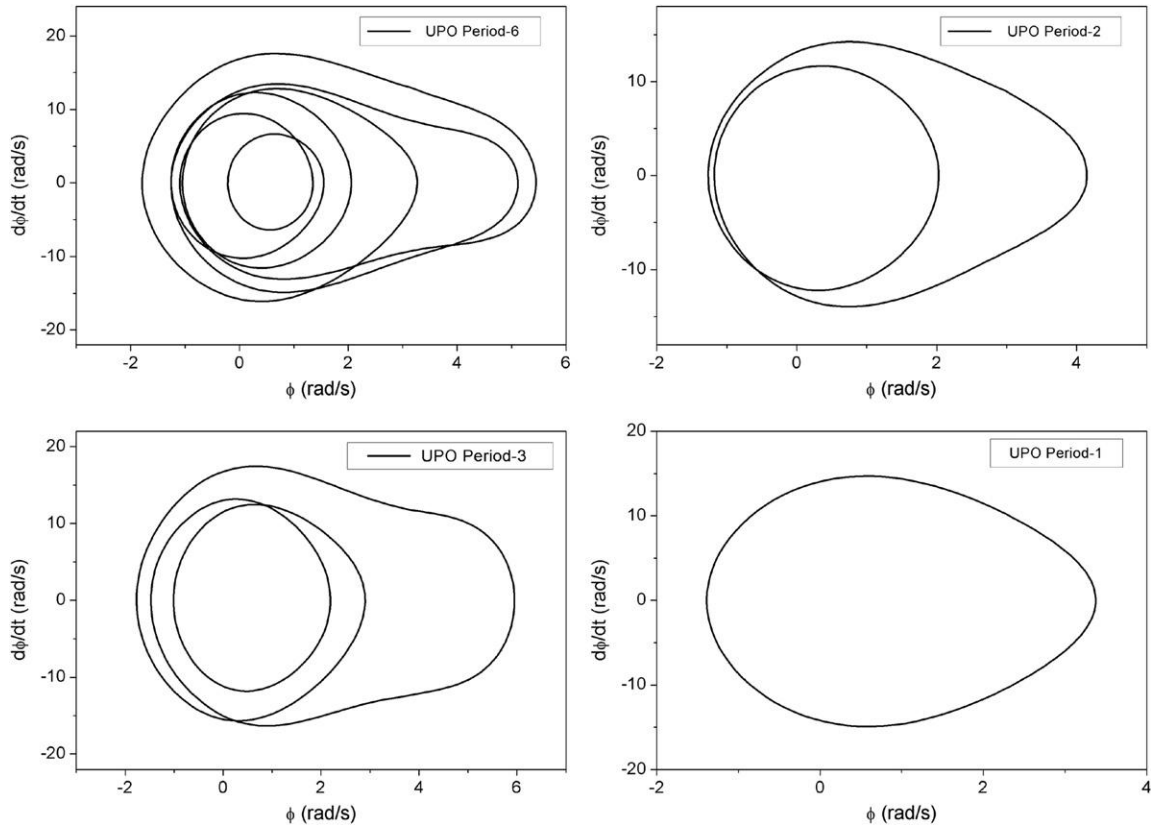 UPO Period-6
20
10
0
-10
-20
dϕ/dt (rad/s)
-2 0 2 4 6
ϕ (rad/s)
UPO Period-2
10
0
-10
dϕ/dt (rad/s)
-2 0 2 4
ϕ (rad/s)
UPO Period-3
20
10
0
-10
-20
dϕ/dt (rad/s)
-2 0 2 4 6
ϕ (rad/s)
UPO Period-1
20
10
0
-10
-20
dϕ/dt (rad/s)
-2 0 2 4
ϕ (rad/s)